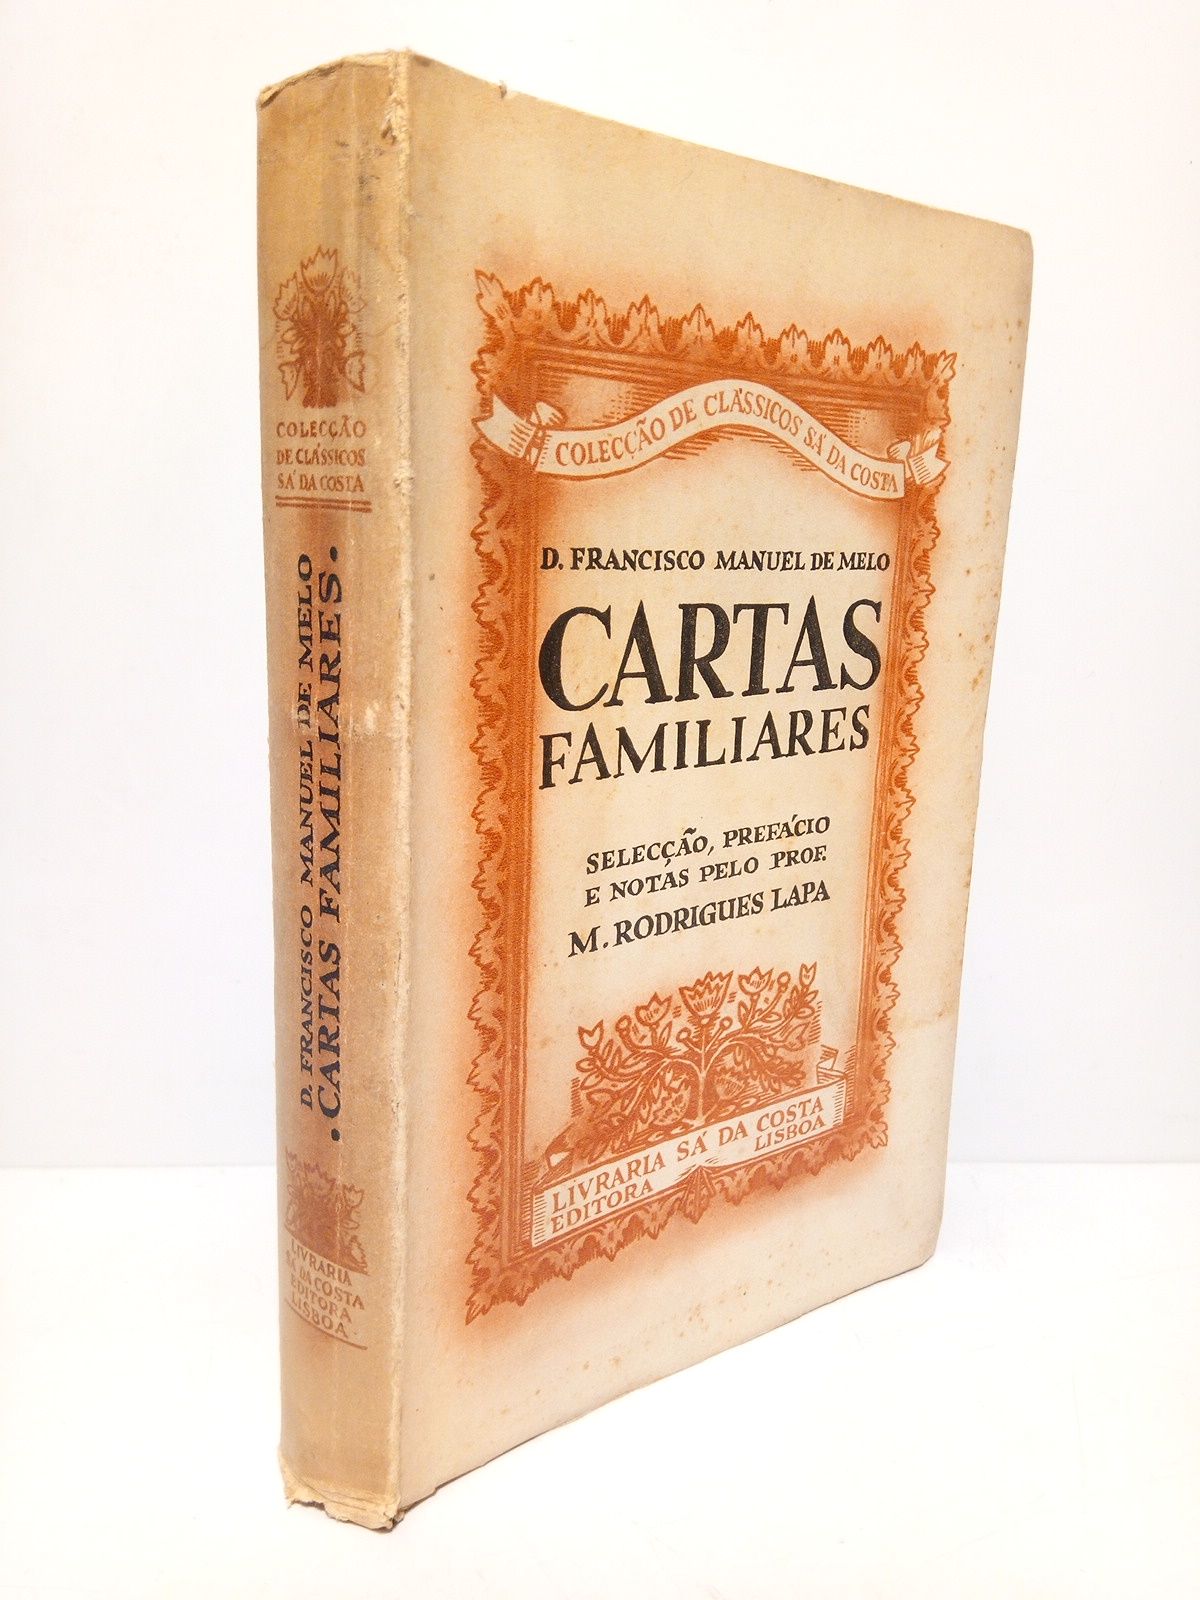 COLECÇÃO
DE CLÁSSICOS
SÁ DA COSTA
D. FRANCISCO MANUEL DE MELO
· CARTAS FAMILIARES ·
LIVRARIA
SÁ DA COSTA
EDITORA
LISBOA
COLECÇÃO DE CLÁSSICOS SÁ DA COSTA
D. FRANCISCO MANUEL DE MELO
CARTAS
FAMILIARES
SELECÇÃO, PREFÁCIO
E NOTAS PELO PROF.
M. RODRIGUES LAPA
LIVRARIA SÁ DA COSTA
EDITORA LISBOA